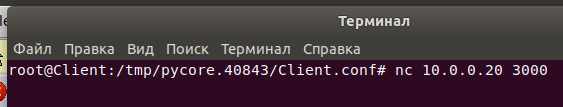 Терминал
Файл Правка Вид Поиск Терминал Справка
root@Client:/tmp/pycore.40843/Client.conf# nc 10.0.0.20 3000